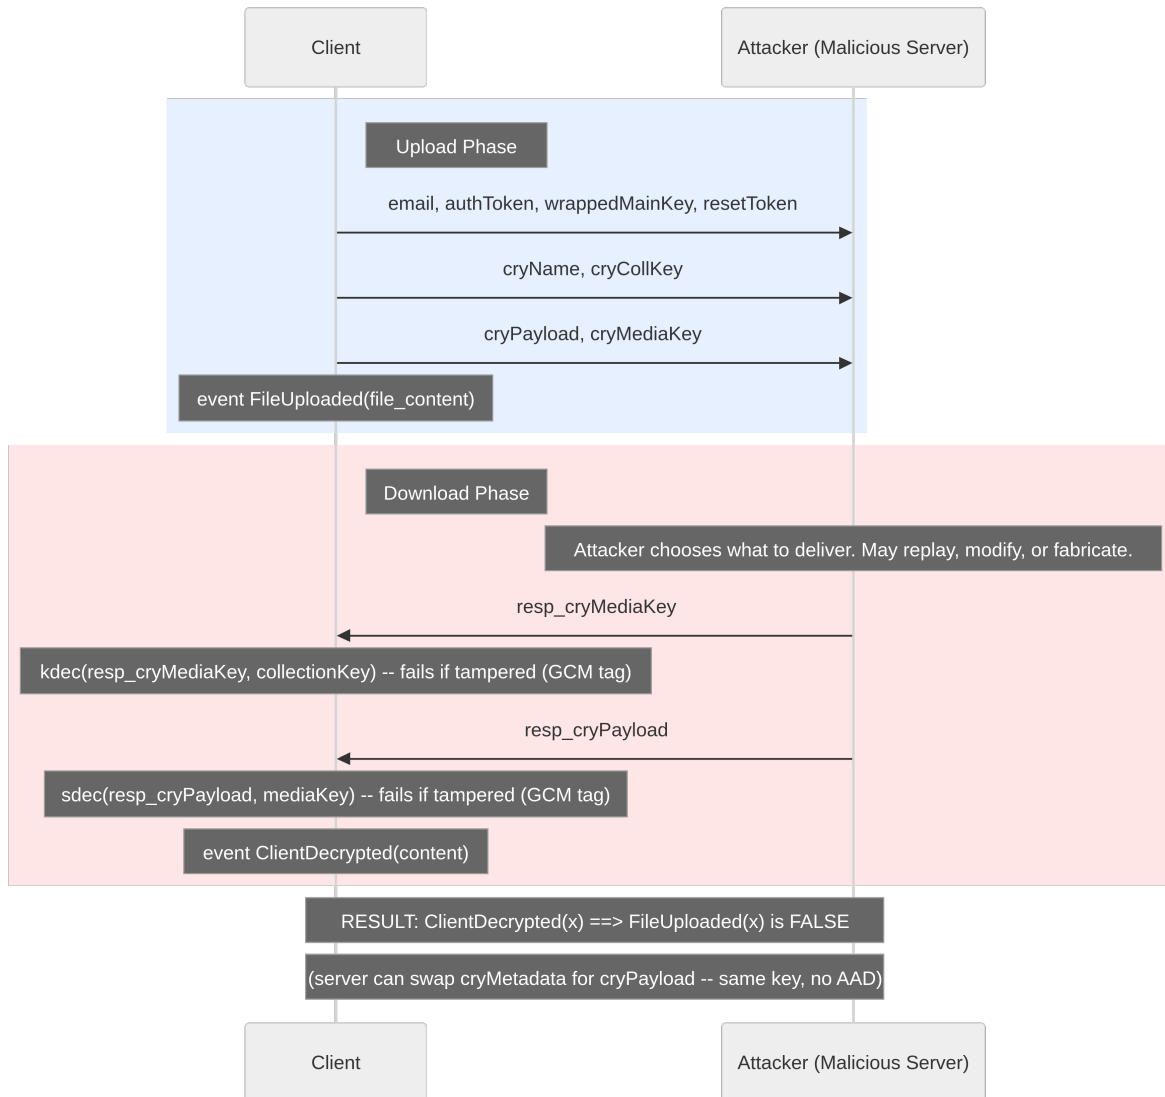 Client
Attacker (Malicious Server)
Upload Phase
email, authToken, wrappedMainKey, resetToken
cryName, cryCollKey
cryPayload, cryMediaKey
event FileUploaded(file_content)
Download Phase
Attacker chooses what to deliver. May replay, modify, or fabricate.
resp_cryMediaKey
kdec(resp_cryMediaKey, collectionKey) -- fails if tampered (GCM tag)
resp_cryPayload
sdec(resp_cryPayload, mediaKey) -- fails if tampered (GCM tag)
event ClientDecrypted(content)
RESULT: ClientDecrypted(x) ==> FileUploaded(x) is FALSE
(server can swap cryMetadata for cryPayload -- same key, no AAD)
Client
Attacker (Malicious Server)